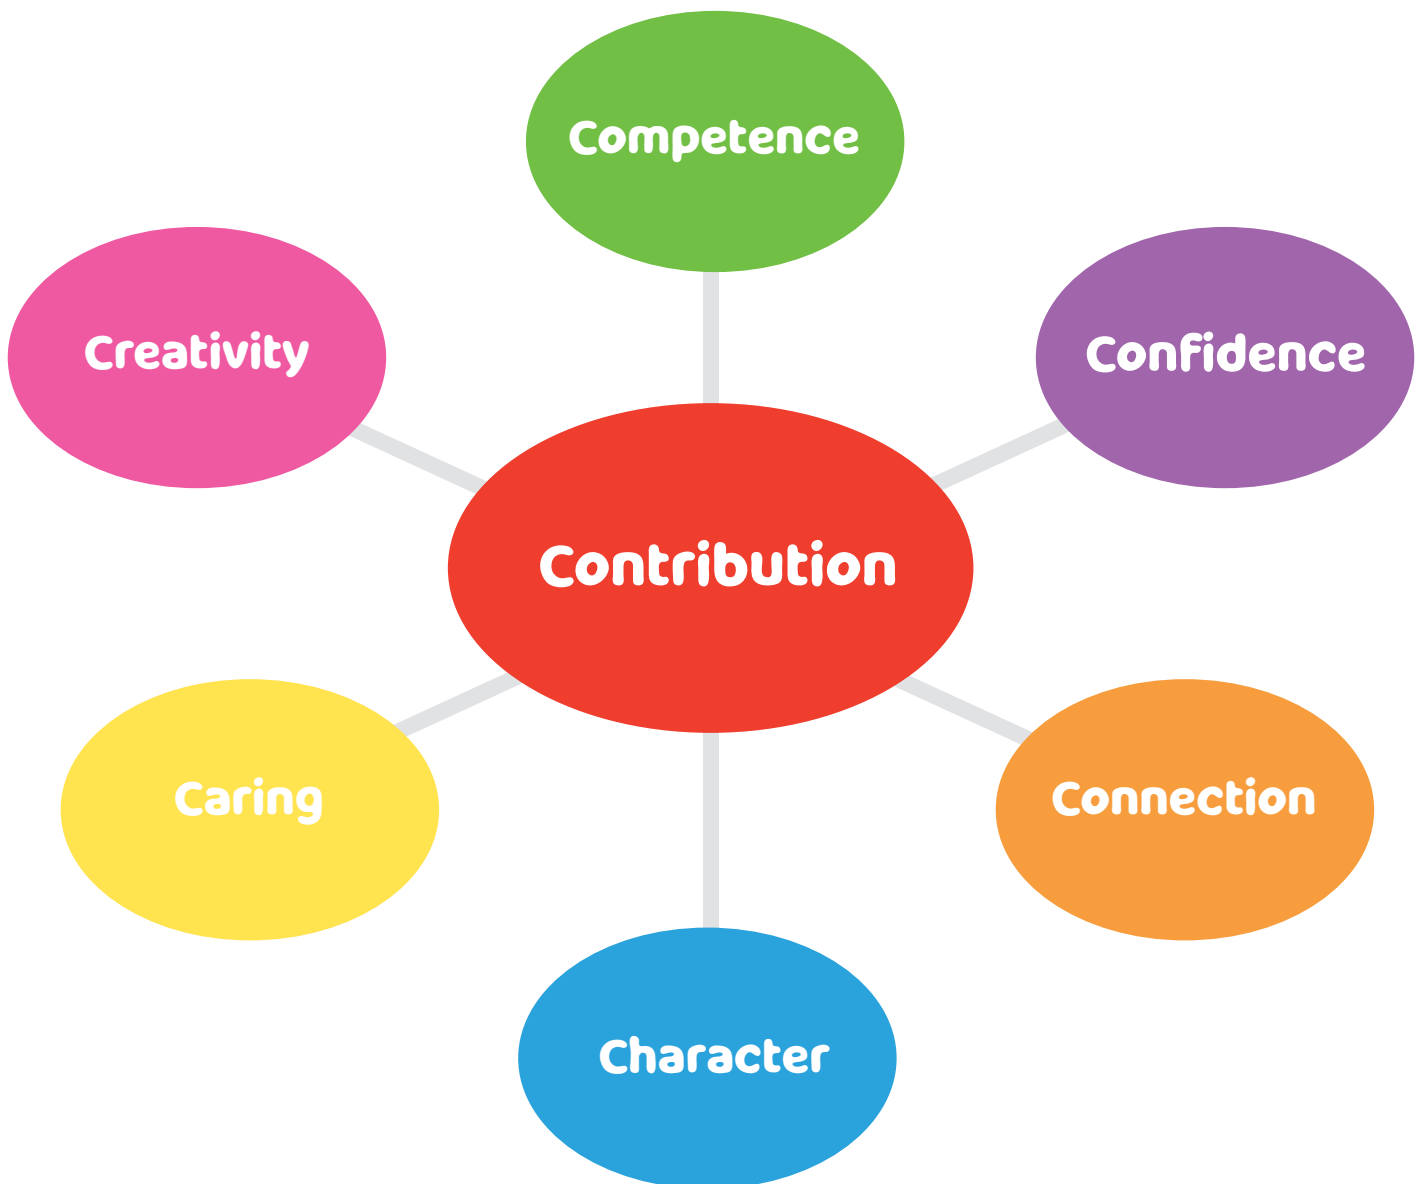 Competence
Creativity
Confidence
Contribution
Caring
Connection
Character